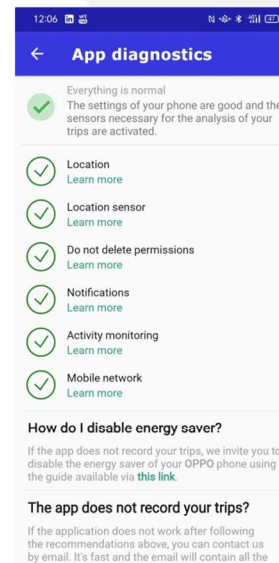 12:06
App diagnostics
Everything is normal
The settings of your phone are good and the
sensors necessary for the analysis of your
trips are activated.
Location
Learn more
Location sensor
Learn more
Do not delete permissions
Learn more
Notifications
Learn more
Activity monitoring
Learn more
Mobile network
Learn more
How do I disable energy saver?
If the app does not record your trips, we invite you to
disable the energy saver of your OPPO phone using
the guide available via this link.
The app does not record your trips?
If the application does not work after following
the recommendations above, you can contact us
by email. It's fast and the email will contain all the